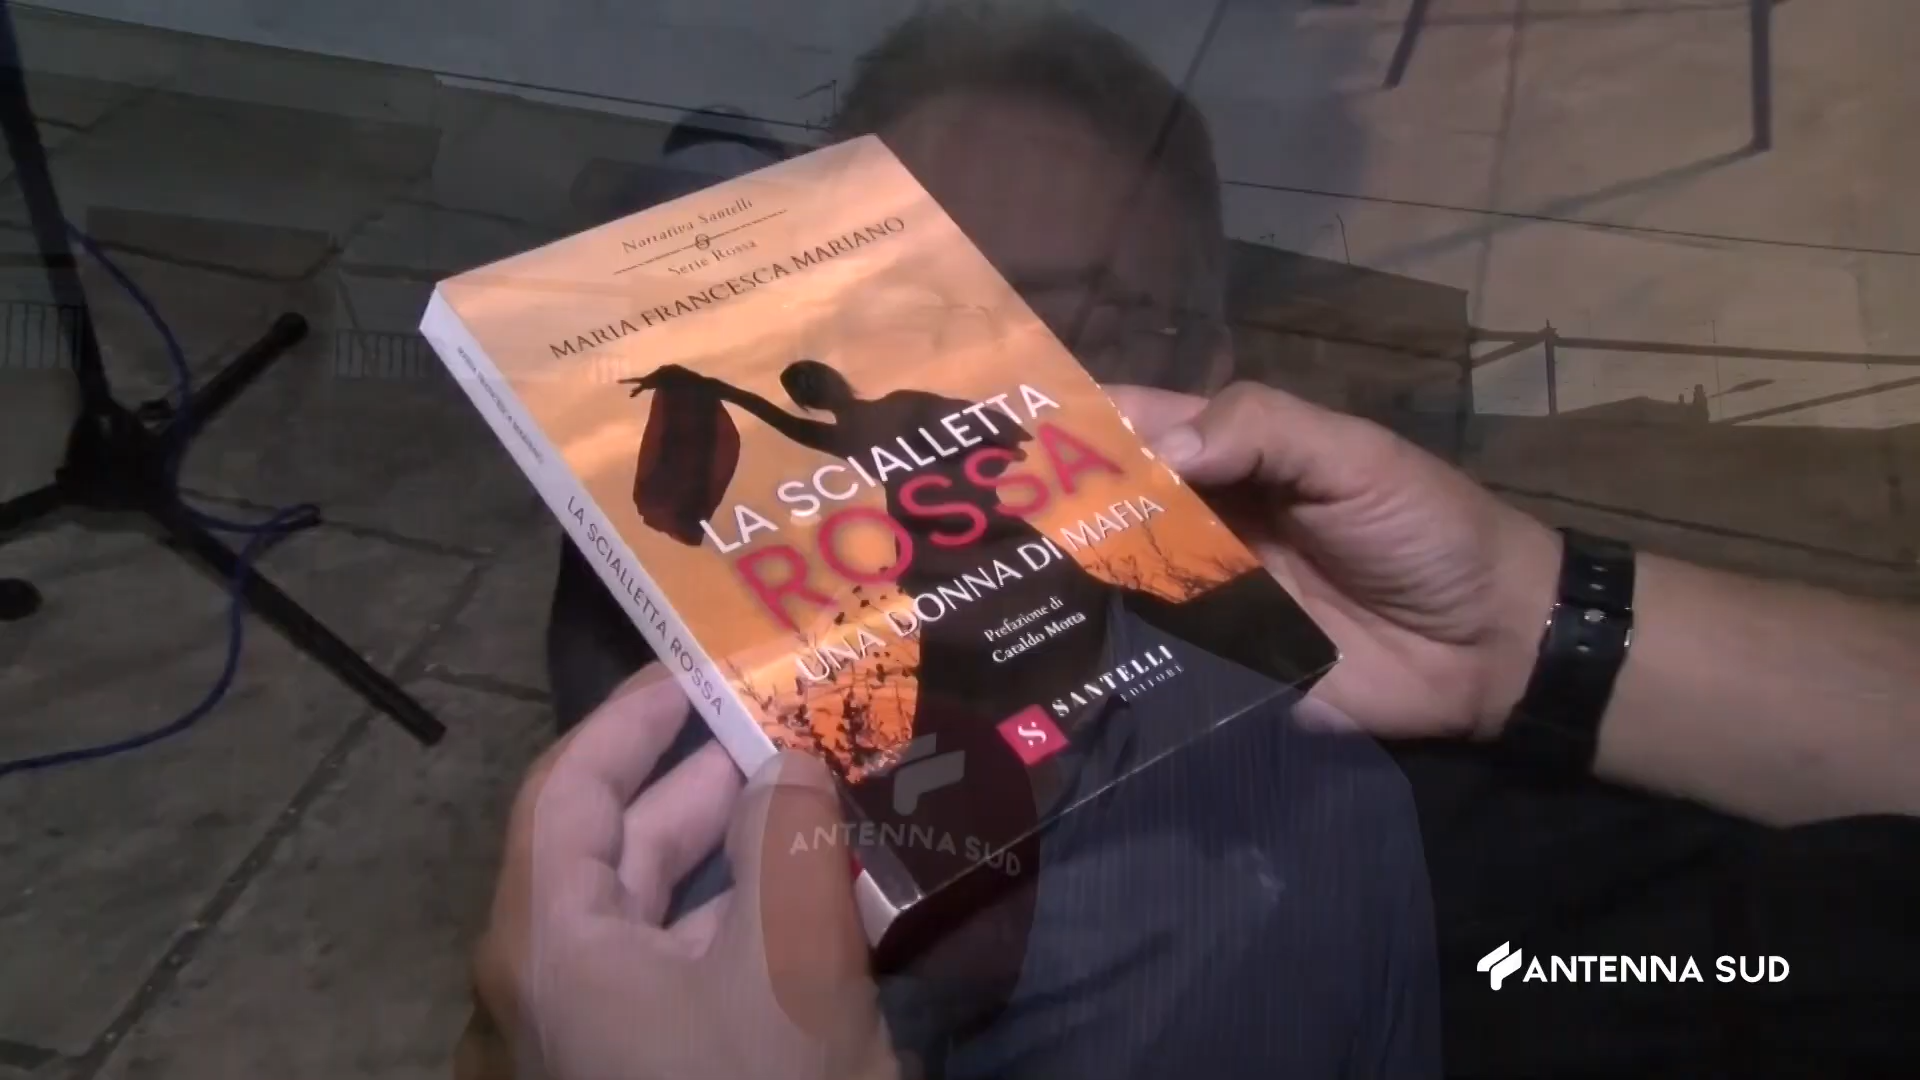 Narrativa Santelli
Serie Rossa
MARIA FRANCESCA MARIANO
LA SCIALLETTA
ROSSA
UNA DONNA DI MAFIA
Prefazione di
Cataldo Motta
SANTELLI
EDITORE
S
MARIA FRANCESCA MARIANO
LA SCIALLETTA ROSSA
ANTENNA SUD
ANTENNA SUD